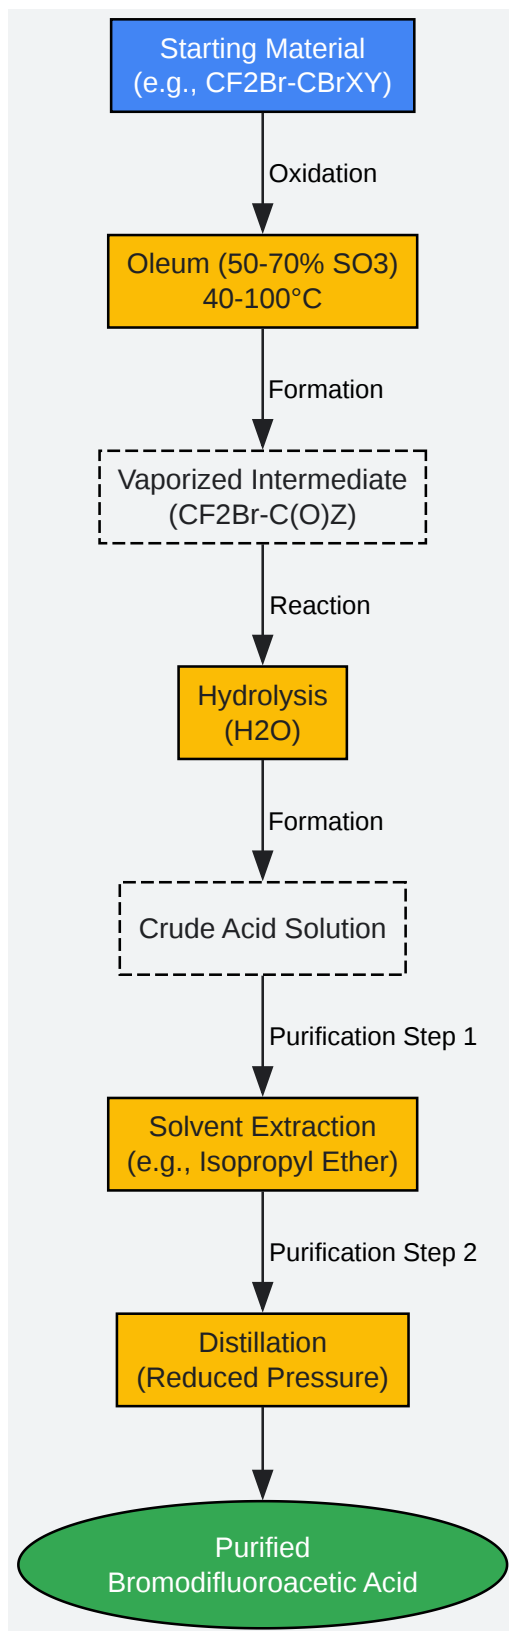 Starting Material
(e.g., CF2Br-CBrXY)
Oxidation
Oleum (50-70% SO3)
40-100°C
Formation
Vaporized Intermediate
(CF2Br-C(O)Z)
Reaction
Hydrolysis
(H2O)
Formation
Crude Acid Solution
Purification Step 1
Solvent Extraction
(e.g., Isopropyl Ether)
Purification Step 2
Distillation
(Reduced Pressure)
Purified
Bromodifluoroacetic Acid